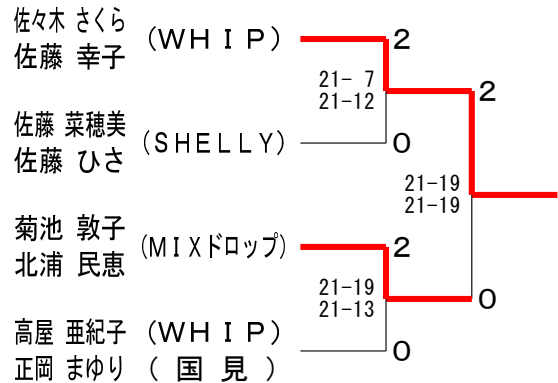 佐々木 さくら
佐藤 幸子
(ＷＨＩＰ)
2
21- 7
21-12
2
佐藤 菜穂美
佐藤 ひさ
(ＳＨＥＬＬＹ)
0
21-19
21-19
菊池 敦子
北浦 民恵
(ＭＩＸドロップ)
2
21-19
21-13
0
高屋 亜紀子
正岡 まゆり
(ＷＨＩＰ)
(国見)
0